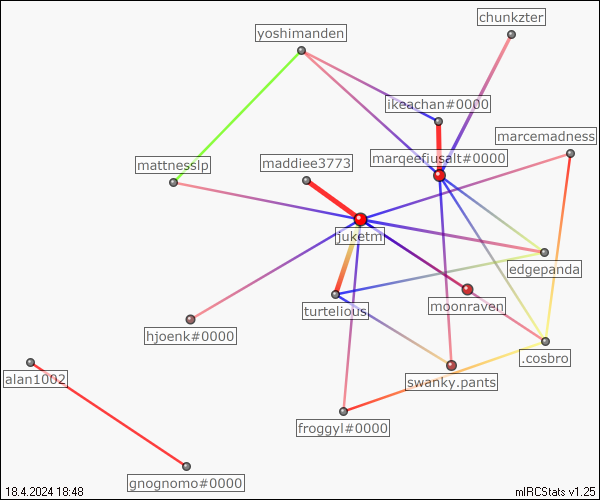 chunkzter
yoshimanden
ikeachan#0000
marcemadness
marqeefiusalt#0000
maddiee3773
mattnesslp
juketm
edgepanda
moonraven
turtelious
hjoenk#0000
.cosbro
alan1002
swanky.pants
froggyl#0000
gnognomo#0000
18.4.2024 18:48
mIRCStats v1.25